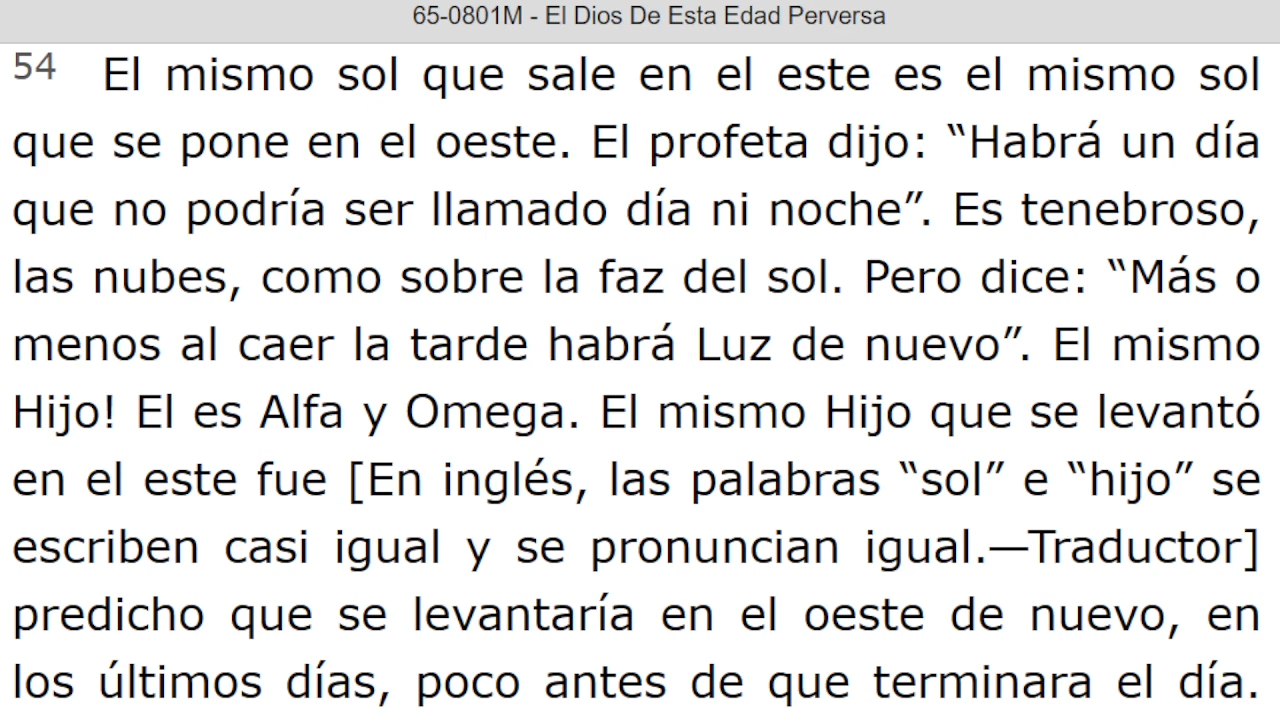 65-0801M - El Dios De Esta Edad Perversa
54 El mismo sol que sale en el este es el mismo sol
que se pone en el oeste. El profeta dijo: “Habrá un día
que no podría ser llamado día ni noche”. Es tenebroso,
las nubes, como sobre la faz del sol. Pero dice: “Más o
menos al caer la tarde habrá Luz de nuevo”. El mismo
Hijo! El es Alfa y Omega. El mismo Hijo que se levantó
en el este fue [En inglés, las palabras “sol” e “hijo” se
escriben casi igual y se pronuncian igual.—Traductor]
predicho que se levantaría en el oeste de nuevo, en
los últimos días, poco antes de que terminara el día.